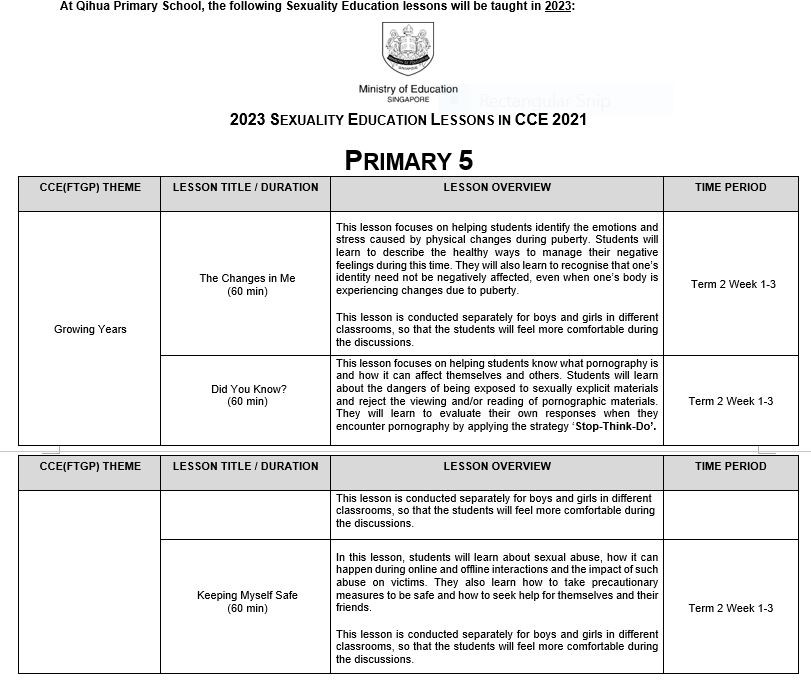 At Qihua Primary School, the following Sexuality Education lessons will be taught in 2023:
Ministry of Education
SINGAPORE
Rectangular Snip
2023 SEXUALITY EDUCATION LESSONS IN CCE 2021
PRIMARY 5
CCE(FTGP) THEME
LESSON TITLE / DURATION
LESSON OVERVIEW
TIME PERIOD
Growing Years
The Changes in Me
(60 min)
This lesson focuses on helping students identify the emotions and
stress caused by physical changes during puberty. Students will
learn to describe the healthy ways to manage their negative
feelings during this time. They will also learn to recognise that one's
identity need not be negatively affected, even when one's body is
experiencing changes due to puberty.
This lesson is conducted separately for boys and girls in different
classrooms, so that the students will feel more comfortable during
the discussions.
Term 2 Week 1-3
Did You Know?
(60 min)
This lesson focuses on helping students know what pornography is
and how it can affect themselves and others. Students will learn
about the dangers of being exposed to sexually explicit materials
and reject the viewing and/or reading of pornographic materials.
They will learn to evaluate their own responses when they
encounter pornography by applying the strategy 'Stop-Think-Do'.
Term 2 Week 1-3
CCE(FTGP) THEME
LESSON TITLE / DURATION
LESSON OVERVIEW
TIME PERIOD
This lesson is conducted separately for boys and girls in different
classrooms, so that the students will feel more comfortable during
the discussions.
Keeping Myself Safe
(60 min)
In this lesson, students will learn about sexual abuse, how it can
happen during online and offline interactions and the impact of such
abuse on victims. They also learn how to take precautionary
measures to be safe and how to seek help for themselves and their
friends.
This lesson is conducted separately for boys and girls in different
classrooms, so that the students will feel more comfortable during
the discussions.
Term 2 Week 1-3